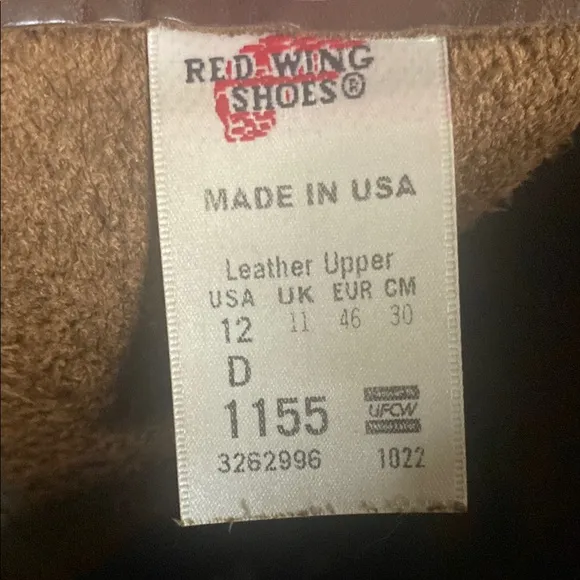 RED WING
SHOES®
MADE IN USA
Leather Upper
USA UK EUR CM
12 11 46 30
D
1155 UFCW
3262996 1022